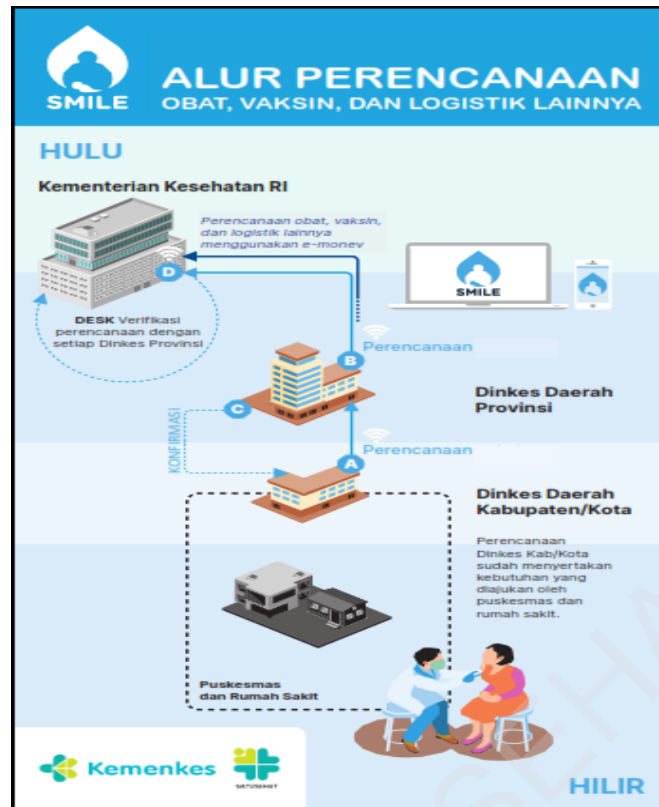 SMILE
ALUR PERENCANAAN
OBAT, VAKSIN, DAN LOGISTIK LAINNYA
HULU
Kementerian Kesehatan RI
Perencanaan obat, vaksin,
dan logistik lainnya
menggunakan e-monev
D
SMILE
DESK Verifikasi
perencanaan dengan
setiap Dinkes Provinsi
Perencanaan
B
Dinkes Daerah
Provinsi
C
KONFIRMASI
Perencanaan
A
Dinkes Daerah
Kabupaten/Kota
Perencanaan
Dinkes Kab/Kota
sudah menyertakan
kebutuhan yang
diajukan oleh
puskesmas dan
rumah sakit.
Puskesmas
dan Rumah Sakit
Kemenkes
SATUSEHAT
HILIR